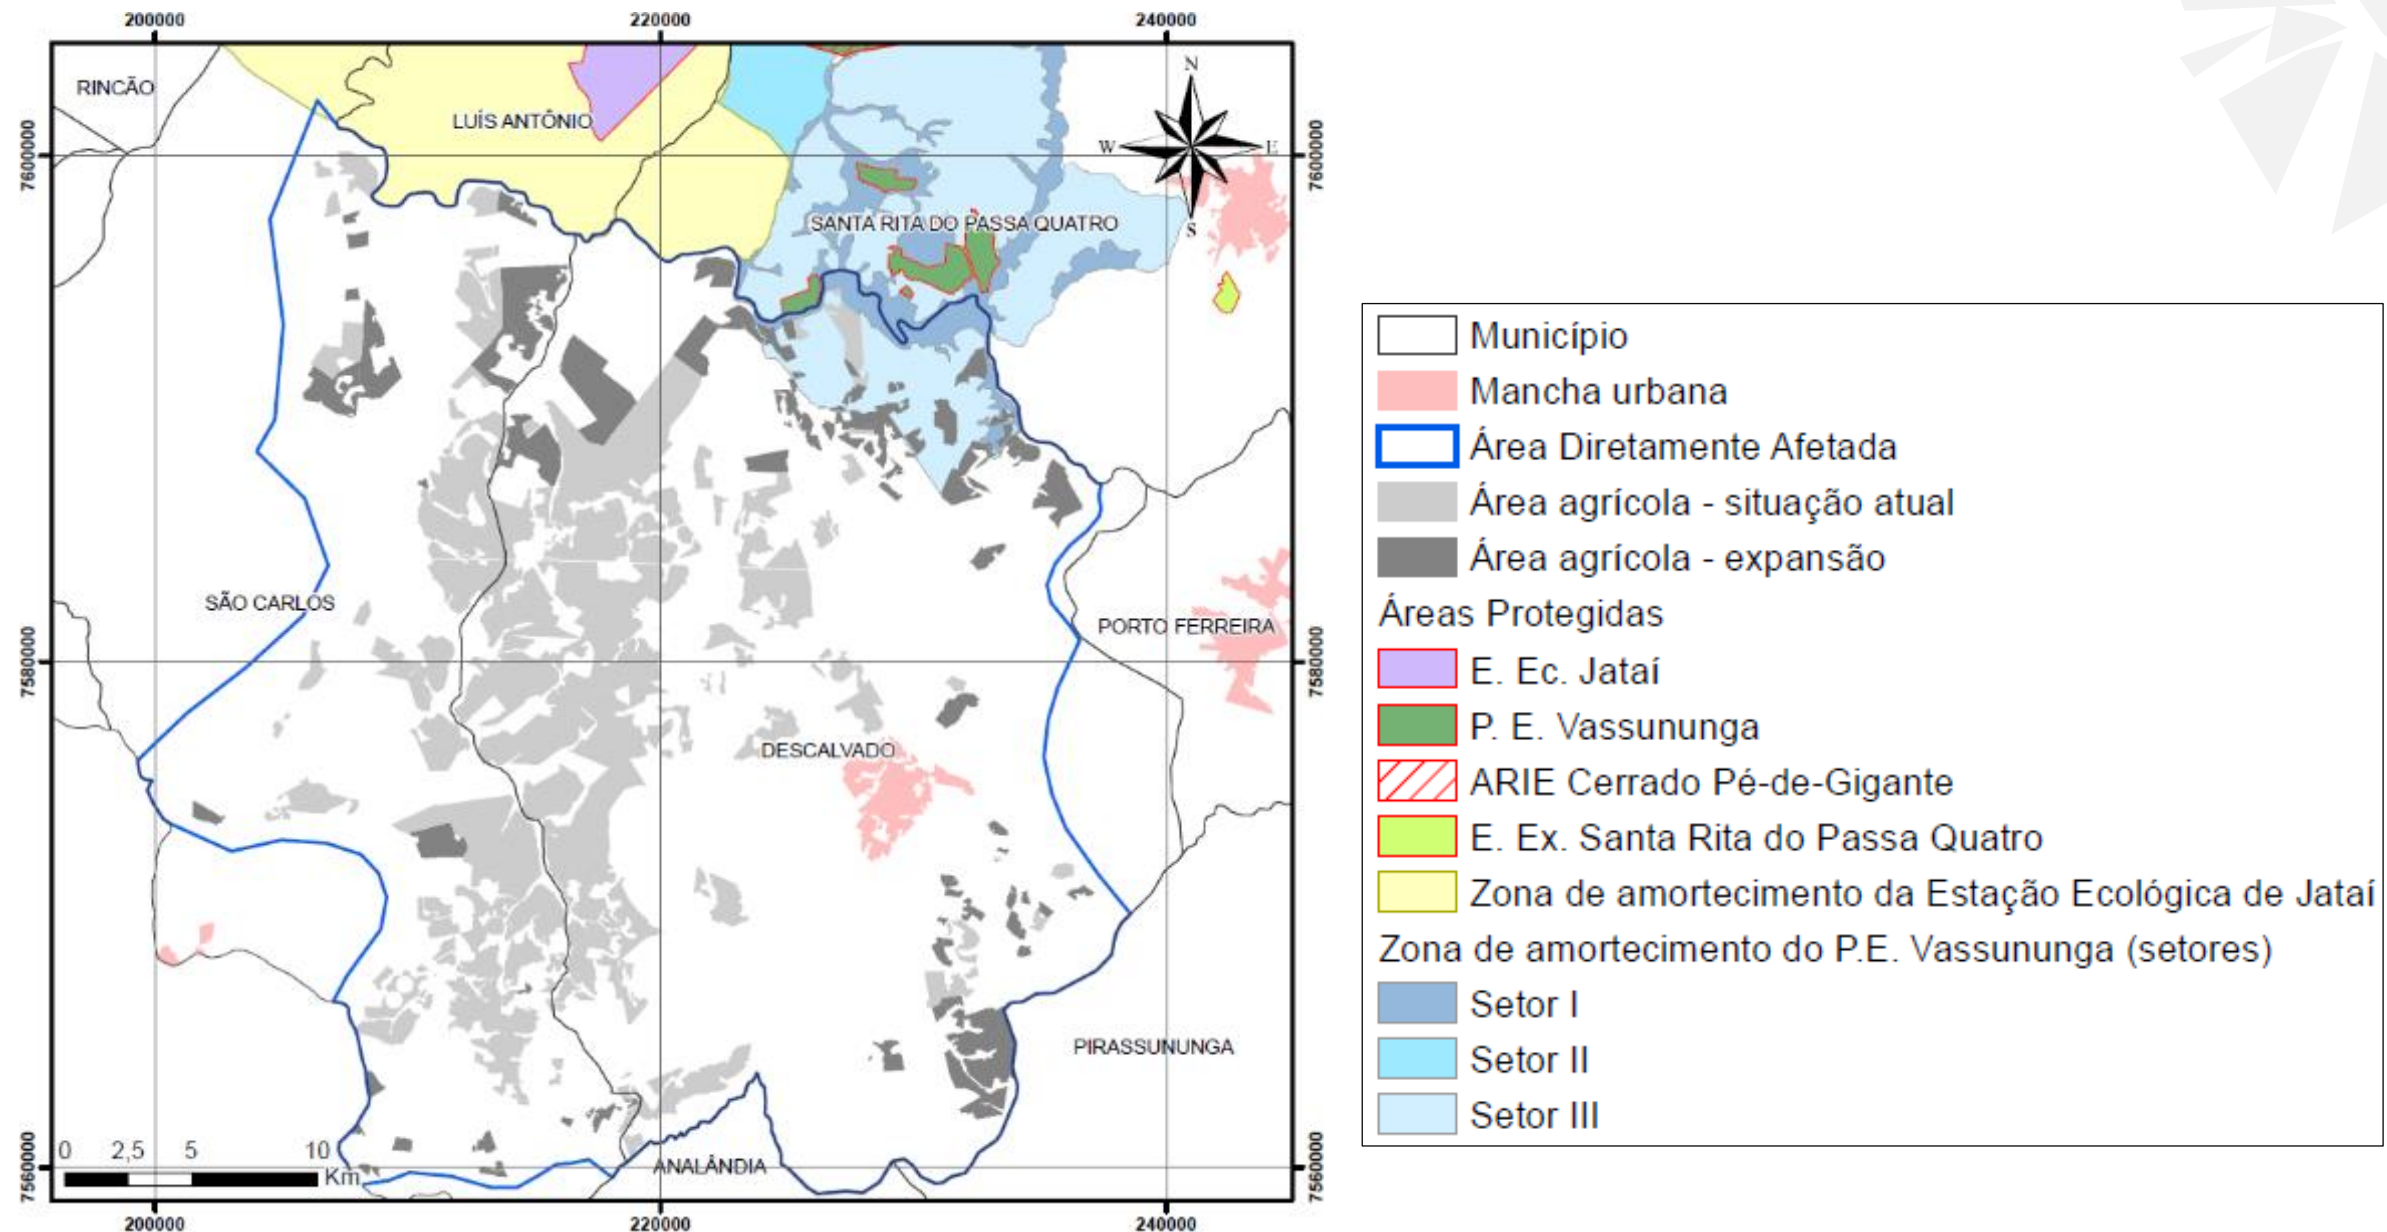 200000 220000 240000
RINCÃO
N
LUÍS ANTÔNIO
7600000 W E 7600000
SANTA RITA DO PASSA QUATRO
S
SÃO CARLOS
PORTO FERREIRA
7580000 7580000
DESCALVADO
PIRASSUNUNGA
0 2,5 5 10
Km
ANALÂNDIA
7560000 7560000
200000 220000 240000
Município
Mancha urbana
Área Diretamente Afetada
Área agrícola - situação atual
Área agrícola - expansão
Áreas Protegidas
E. Ec. Jataí
P. E. Vassununga
ARIE Cerrado Pé-de-Gigante
E. Ex. Santa Rita do Passa Quatro
Zona de amortecimento da Estação Ecológica de Jataí
Zona de amortecimento do P.E. Vassununga (setores)
Setor I
Setor II
Setor III